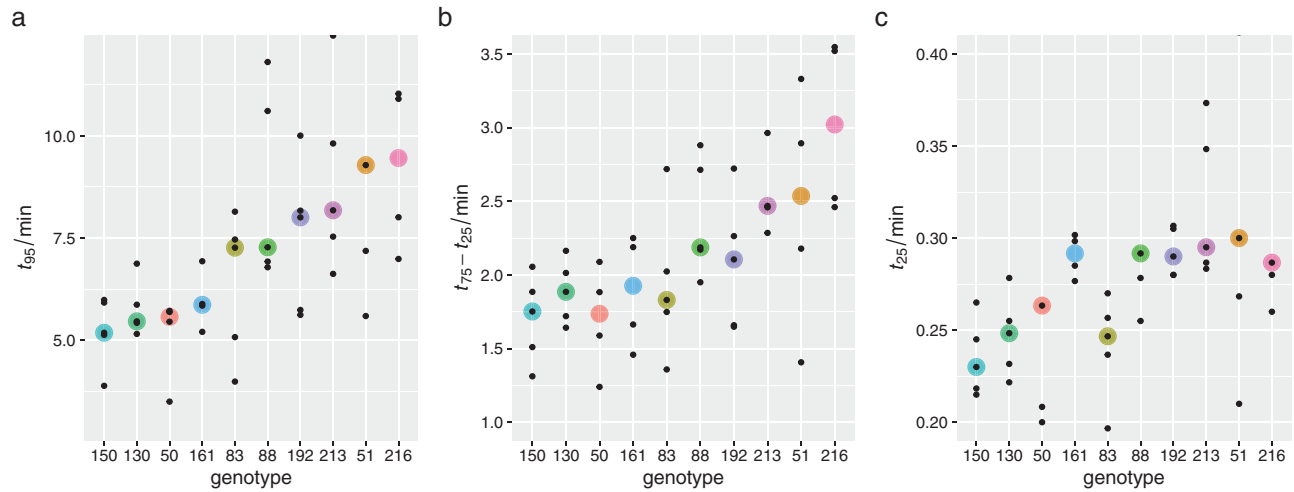 a
t95/min
10.0
7.5
5.0
150 130 50 161 83 88 192 213 51 216
genotype
b
t75 − t25/min
3.5
3.0
2.5
2.0
1.5
1.0
150 130 50 161 83 88 192 213 51 216
genotype
c
t25/min
0.40
0.35
0.30
0.25
0.20
150 130 50 161 83 88 192 213 51 216
genotype